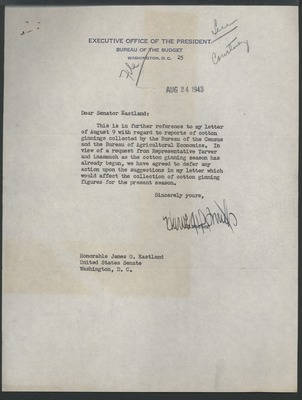 See
Courtney
EXECUTIVE OFFICE OF THE PRESIDENT
BUREAU OF THE BUDGET
WASHINGTON, D. C. 25
File
AUG 24 1943
Dear Senator Eastland:
This is in further reference to my letter
of August 9 with regard to reports of cotton
ginnings collected by the Bureau of the Census
and the Bureau of Agricultural Economics. In
view of a request from Representative Tarver
and inasmuch as the cotton ginning season has
already begun, we have agreed to defer any
action upon the suggestions in my letter which
would affect the collection of cotton ginning
figures for the present season.
Sincerely yours,
Honorable James O. Eastland
United States Senate
Washington, D. C.